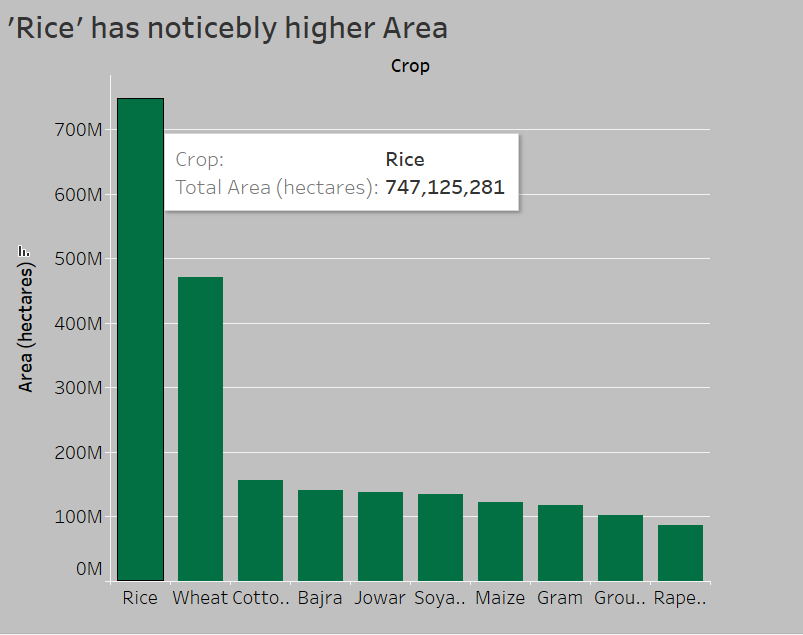 'Rice' has noticebly higher Area
Crop
700M
Crop: Rice
Total Area (hectares): 747,125,281
600M
500M
400M
300M
200M
100M
0M
Area (hectares)
Rice Wheat Cotto.. Bajra Jowar Soya.. Maize Gram Grou.. Rape..